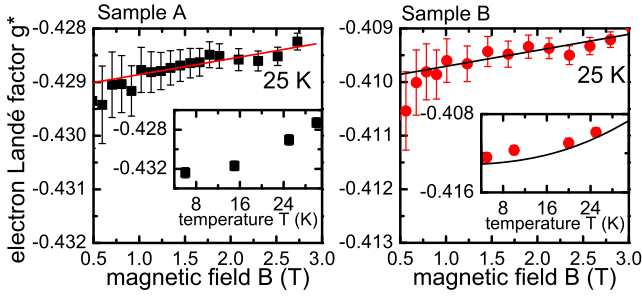 Sample A
Sample B
electron Landé factor g*
-0.428
-0.429
-0.430
-0.431
-0.432
25 K
-0.428
-0.432
8 16 24
temperature T (K)
0.5 1.0 1.5 2.0 2.5 3.0
magnetic field B (T)
-0.409
-0.410
-0.411
-0.412
-0.413
25 K
-0.408
-0.416
8 16 24
temperature T (K)
0.5 1.0 1.5 2.0 2.5 3.0
magnetic field B (T)